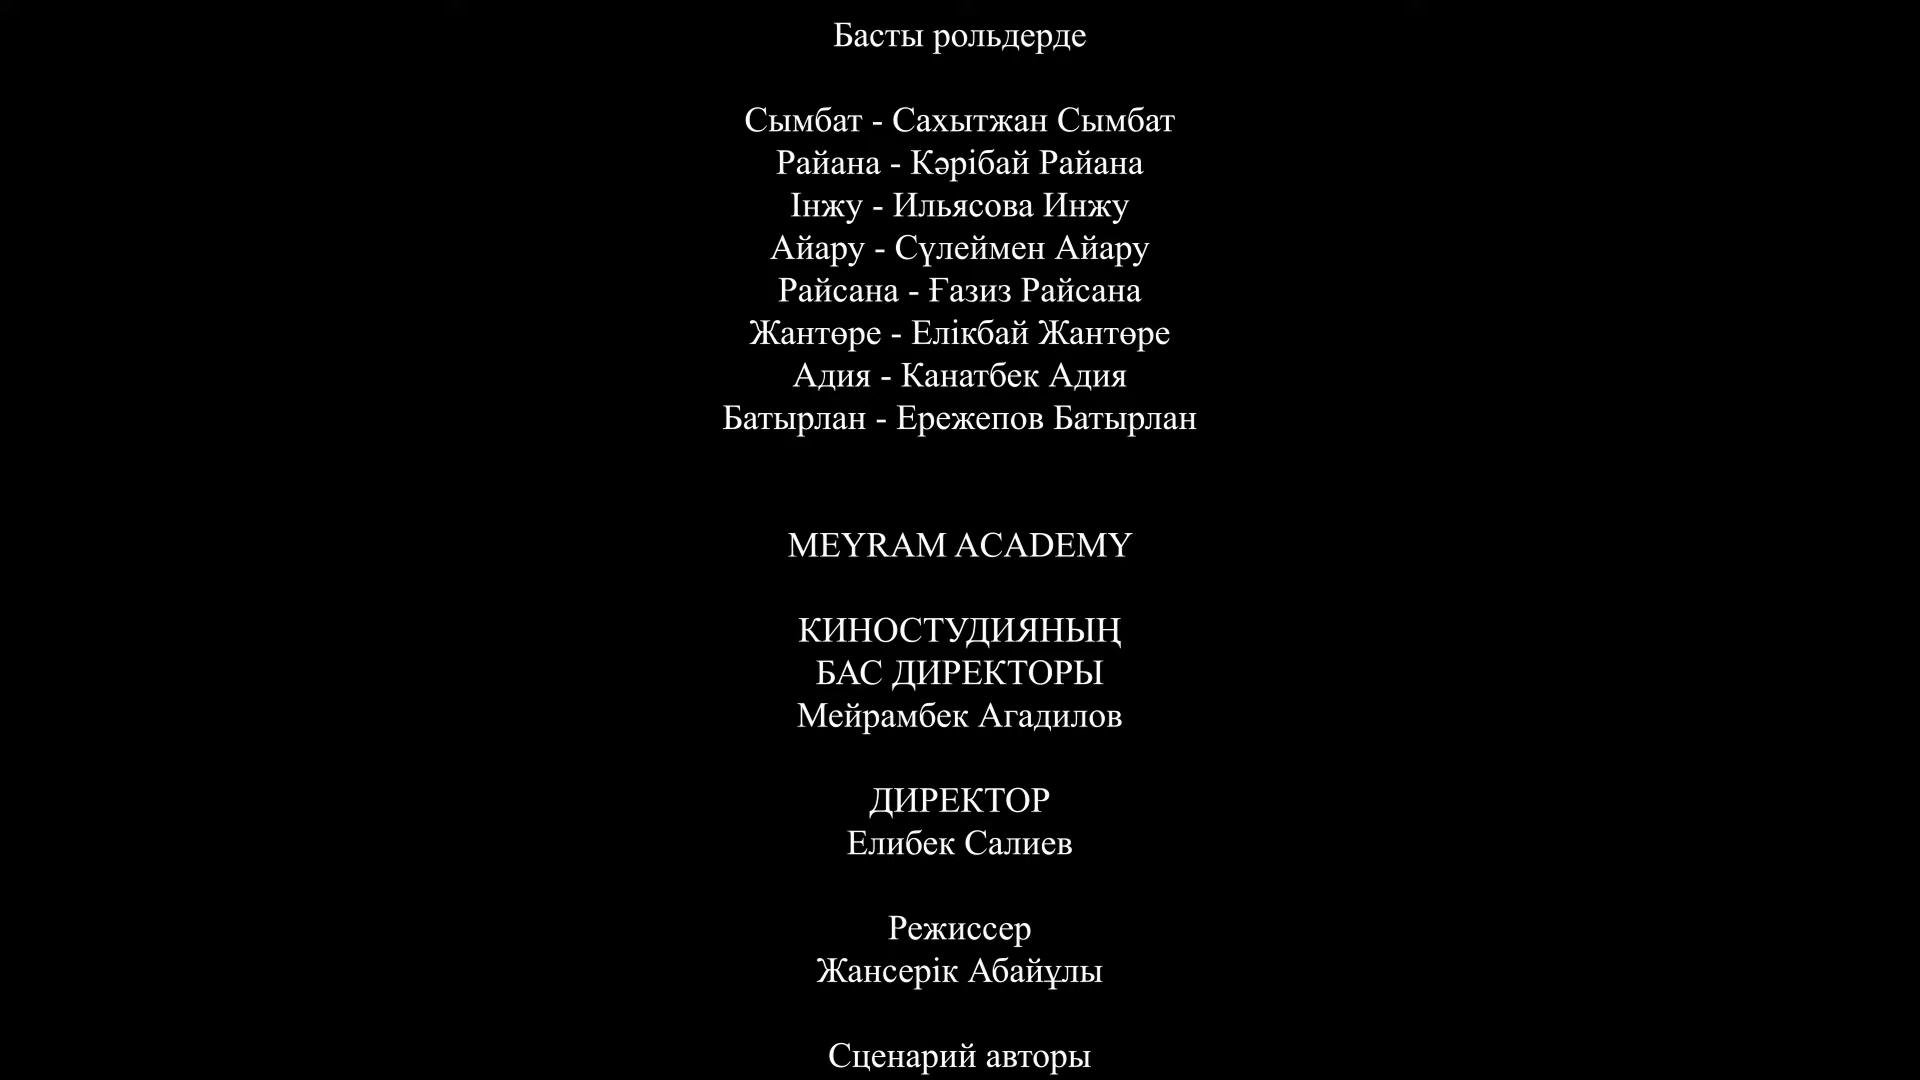 Басты рольдерде
Сымбат - Сахытжан Сымбат
Райана - Кәрібай Райана
Інжу - Ильясова Инжу
Айару - Сүлеймен Айару
Райсана - Ғазиз Райсана
Жантөре - Елікбай Жантөре
Адия - Канатбек Адия
Батырлан - Ережепов Батырлан
MEYRAM ACADEMY
КИНОСТУДИЯНЫҢ
БАС ДИРЕКТОРЫ
Мейрамбек Агадилов
ДИРЕКТОР
Елибек Салиев
Режиссер
Жансерік Абайұлы
Сценарий авторы